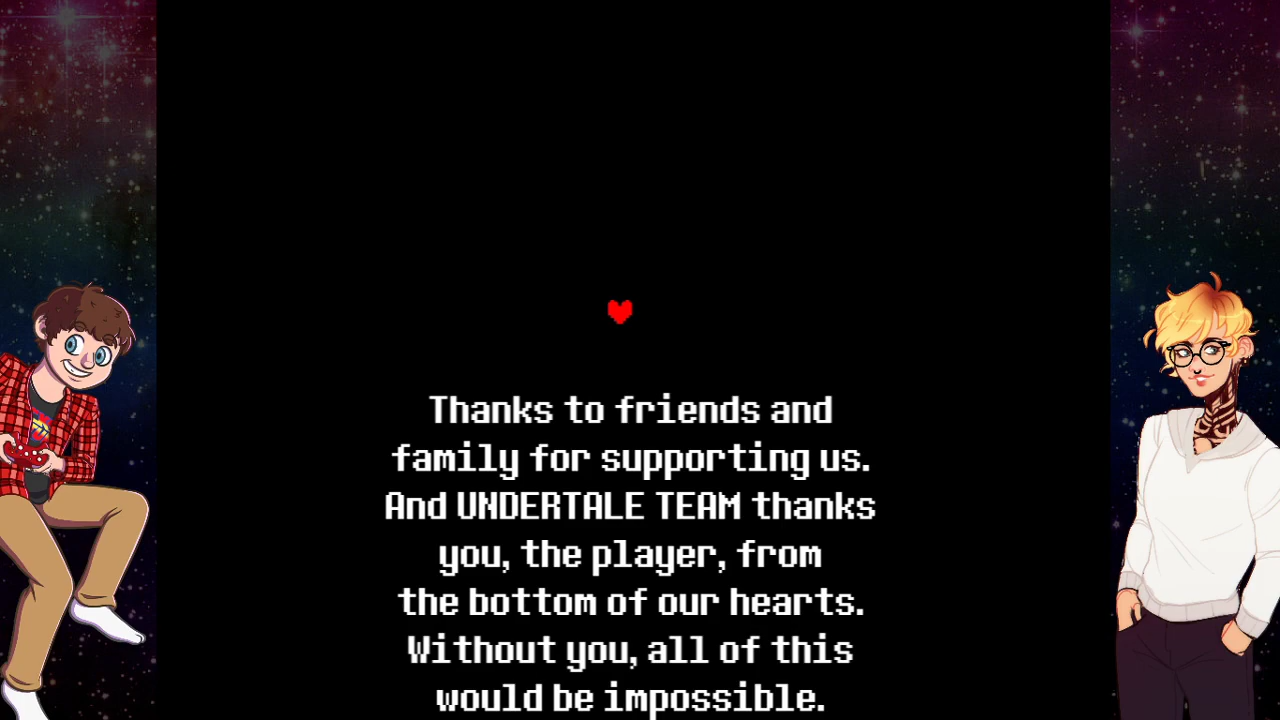 Thanks to friends and
family for supporting us.
And UNDERTALE TEAM thanks
you, the player, from
the bottom of our hearts.
Without you, all of this
would be impossible.